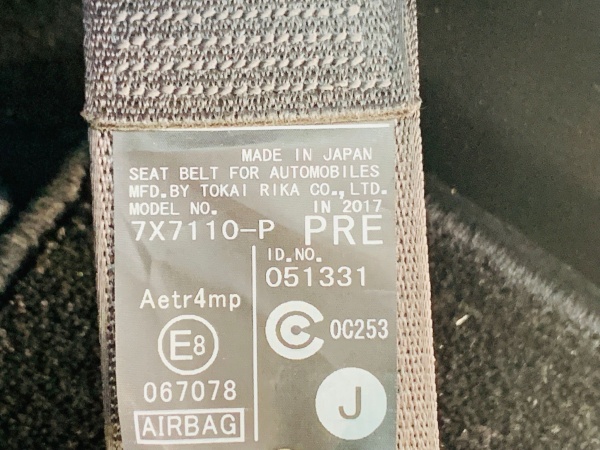 MADE IN JAPAN
SEAT BELT FOR AUTOMOBILES
MFD.BY TOKAI RIKA CO.,LTD.
MODEL NO. IN 2017
7X7110-P PRE
ID.NO.
051331
Aetr4mp
E8
067078
AIRBAG
0C253
J